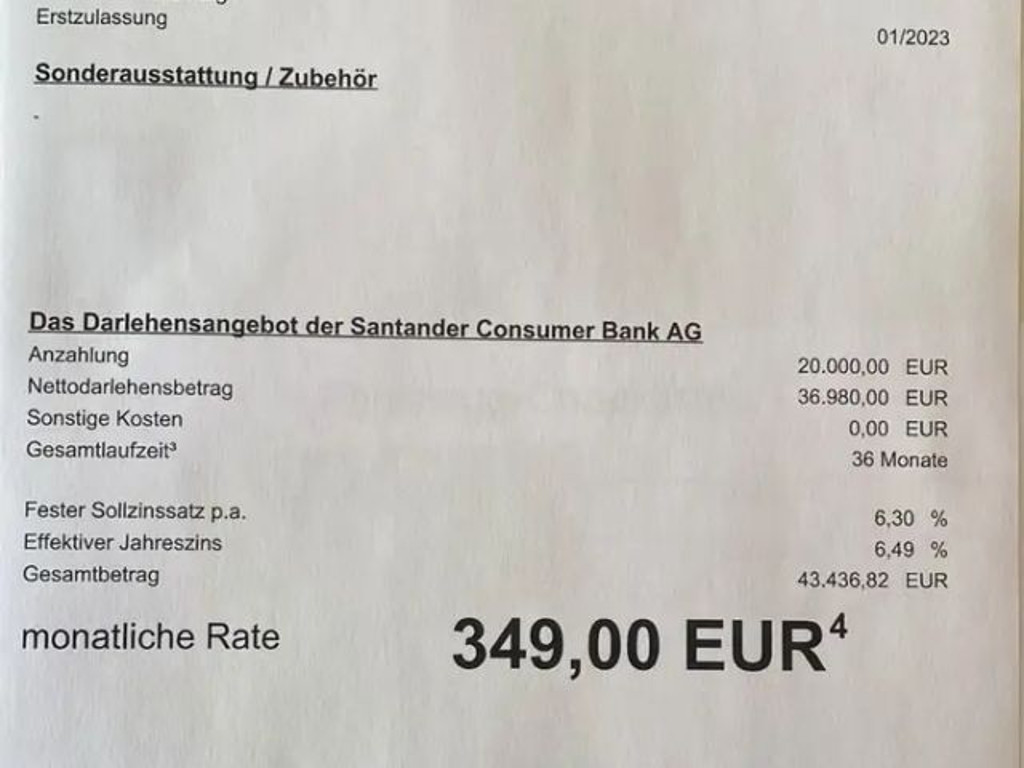 Erstzulassung 01/2023
Sonderausstattung / Zubehör
-
Das Darlehensangebot der Santander Consumer Bank AG
Anzahlung 20.000,00 EUR
Nettodarlehensbetrag 36.980,00 EUR
Sonstige Kosten 0,00 EUR
Gesamtlaufzeit³ 36 Monate
Fester Sollzinssatz p.a. 6,30 %
Effektiver Jahreszins 6,49 %
Gesamtbetrag 43.436,82 EUR
monatliche Rate 349,00 EUR⁴